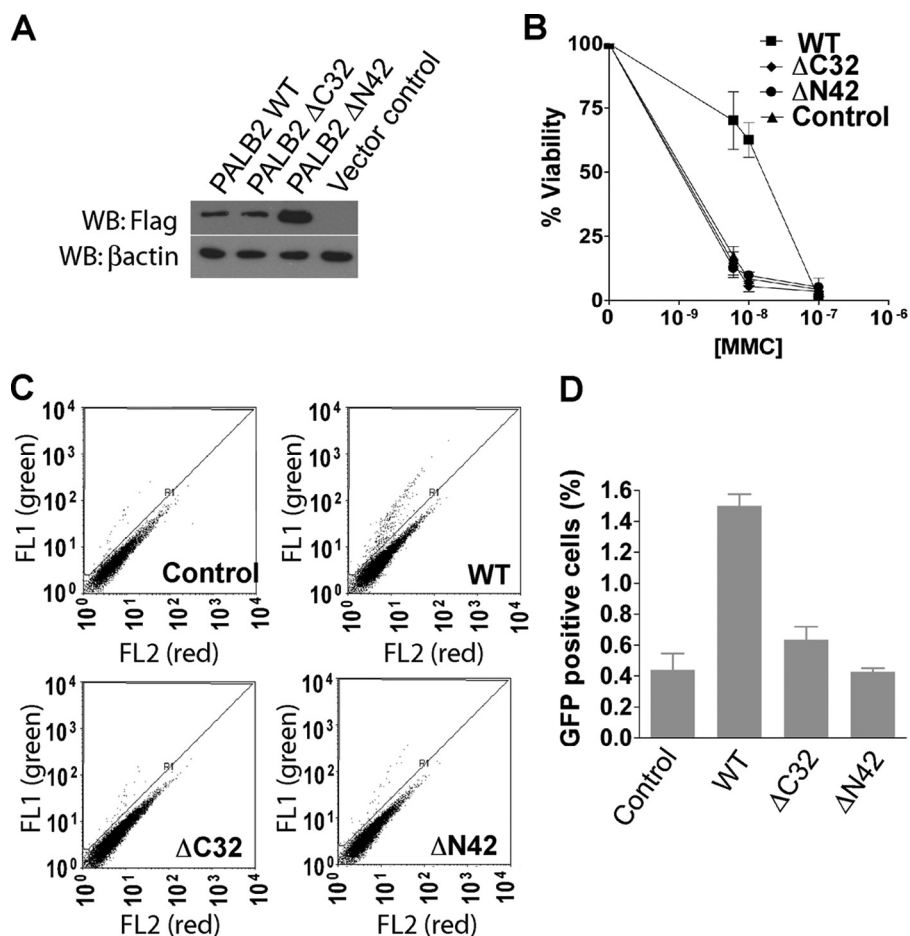 A
PALB2 WT
PALB2 ΔC32
PALB2 ΔN42
Vector control
WB: Flag
WB: βactin
B
100
75
50
25
0
% Viability
WT
ΔC32
ΔN42
Control
0
10-9
10-8
10-7
10-6
[MMC]
C
10⁴
10³
10²
10¹
10⁰
FL1 (green)
R1
Control
10⁰
10¹
10²
10³
10⁴
FL2 (red)
10⁴
10³
10²
10¹
10⁰
FL1 (green)
R1
WT
10⁰
10¹
10²
10³
10⁴
FL2 (red)
10⁴
10³
10²
10¹
10⁰
FL1 (green)
R1
ΔC32
10⁰
10¹
10²
10³
10⁴
FL2 (red)
10⁴
10³
10²
10¹
10⁰
FL1 (green)
R1
ΔN42
10⁰
10¹
10²
10³
10⁴
FL2 (red)
D
GFP positive cells (%)
1.6
1.4
1.2
1.0
0.8
0.6
0.4
0.2
0.0
Control
WT
ΔC32
ΔN42